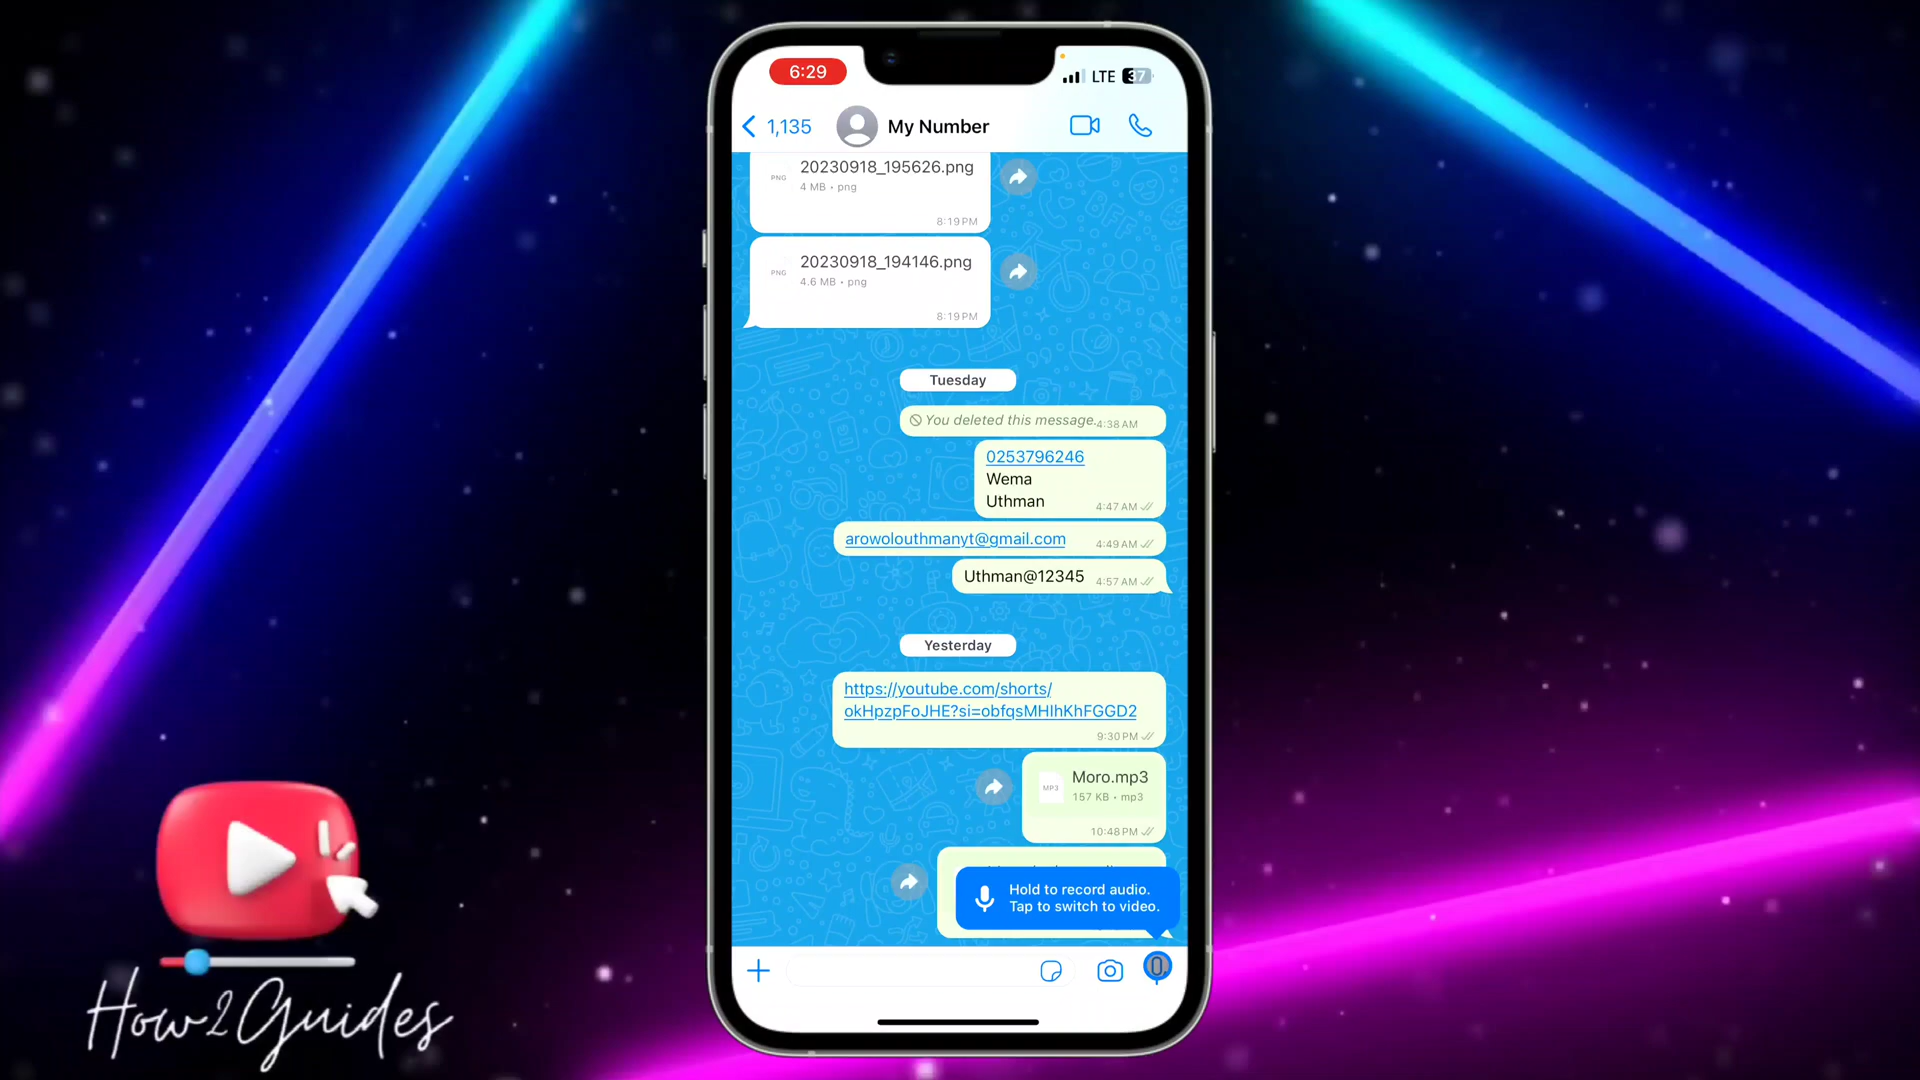 6:29
LTE 37
1,135
My Number
PNG
20230918_195626.png
4 MB • png
8:19 PM
PNG
20230918_194146.png
4.6 MB • png
8:19 PM
Tuesday
You deleted this message.
4:38 AM
0253796246
Wema
Uthman
4:47 AM
arowolouthmanyt@gmail.com
4:49 AM
Uthman@12345
4:57 AM
Yesterday
https://youtube.com/shorts/
okHpzpFoJHE?si=obfqsMHIhKhFGGD2
9:30 PM
MP3
Moro.mp3
157 KB • mp3
10:48 PM
Hold to record audio.
Tap to switch to video.
How2Guides